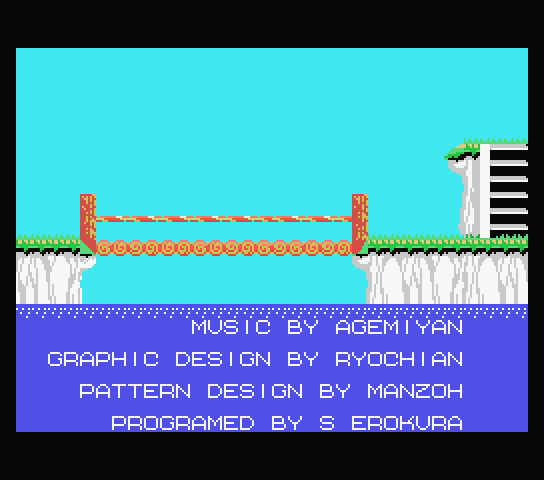 MUSIC BY AGEMIYAN
GRAPHIC DESIGN BY RYOCHIAN
PATTERN DESIGN BY MANZOH
PROGRAMED BY S EROKURA